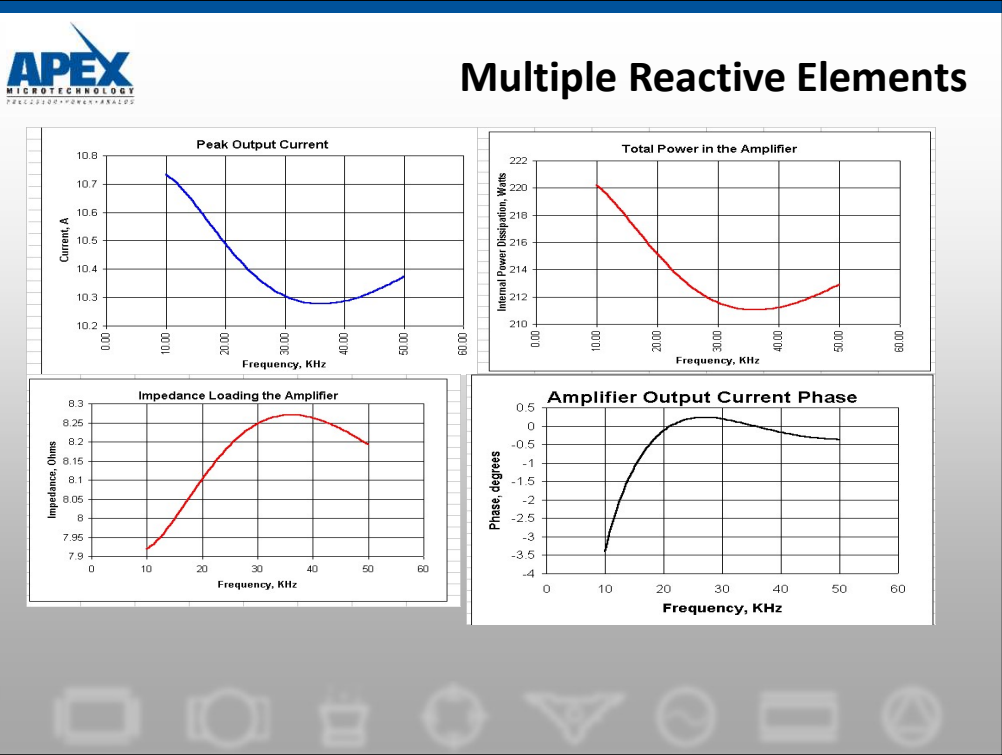 APEX
MICROTECHNOLOGY
PRECISION•POWER•ANALOG
Multiple Reactive Elements
Peak Output Current
10.8
10.7
10.6
10.5
10.4
10.3
10.2
Current, A
0.00
10.00
20.00
30.00
40.00
50.00
60.00
Frequency, KHz
Total Power in the Amplifier
222
220
218
216
214
212
210
Internal Power Dissipation, Watts
0.00
10.00
20.00
30.00
40.00
50.00
60.00
Frequency, KHz
Impedance Loading the Amplifier
8.3
8.25
8.2
8.15
8.1
8.05
8
7.95
7.9
Impedance, Ohms
0 10 20 30 40 50 60
Frequency, KHz
Amplifier Output Current Phase
0.5
0
-0.5
-1
-1.5
-2
-2.5
-3
-3.5
-4
Phase, degrees
0 10 20 30 40 50 60
Frequency, KHz